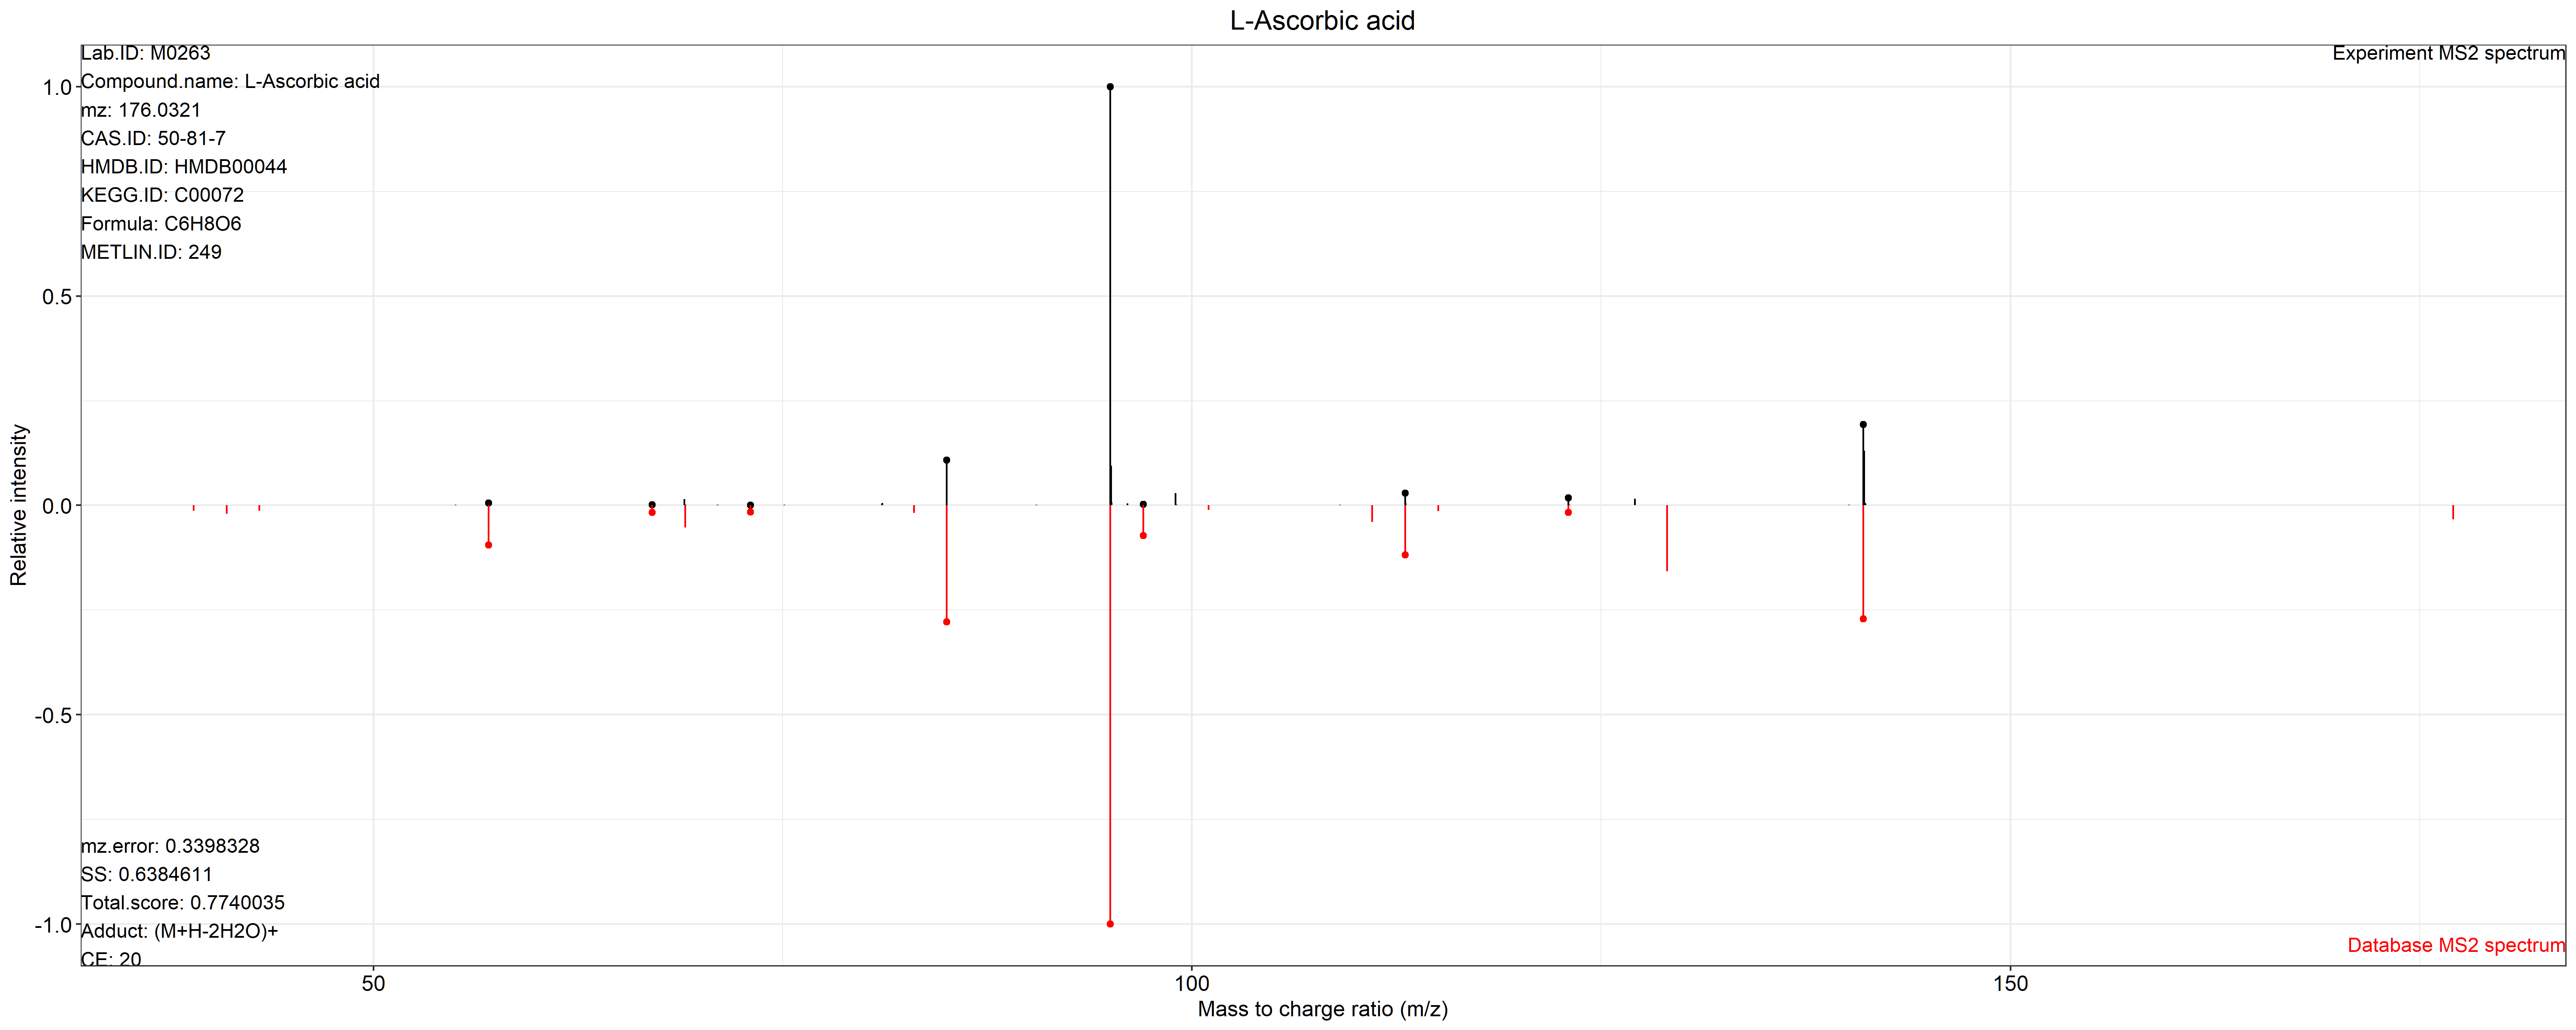 L-Ascorbic acid
Lab.ID: M0263
Compound.name: L-Ascorbic acid
mz: 176.0321
CAS.ID: 50-81-7
HMDB.ID: HMDB00044
KEGG.ID: C00072
Formula: C6H8O6
METLIN.ID: 249
Experiment MS2 spectrum
1.0
0.5
0.0
-0.5
-1.0
Relative intensity
mz.error: 0.3398328
SS: 0.6384611
Total.score: 0.7740035
Adduct: (M+H-2H2O)+
CE: 20
Database MS2 spectrum
50
100
150
Mass to charge ratio (m/z)